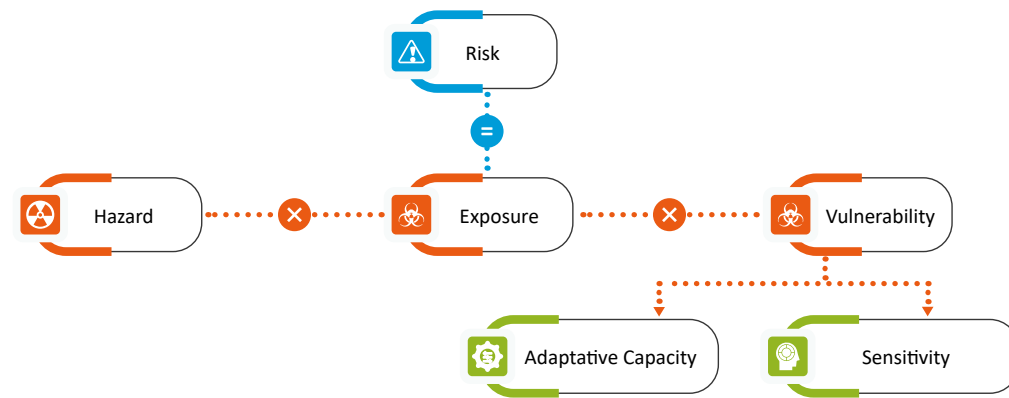 Risk
=
Hazard
×
Exposure
×
Vulnerability
Adaptative Capacity
Sensitivity